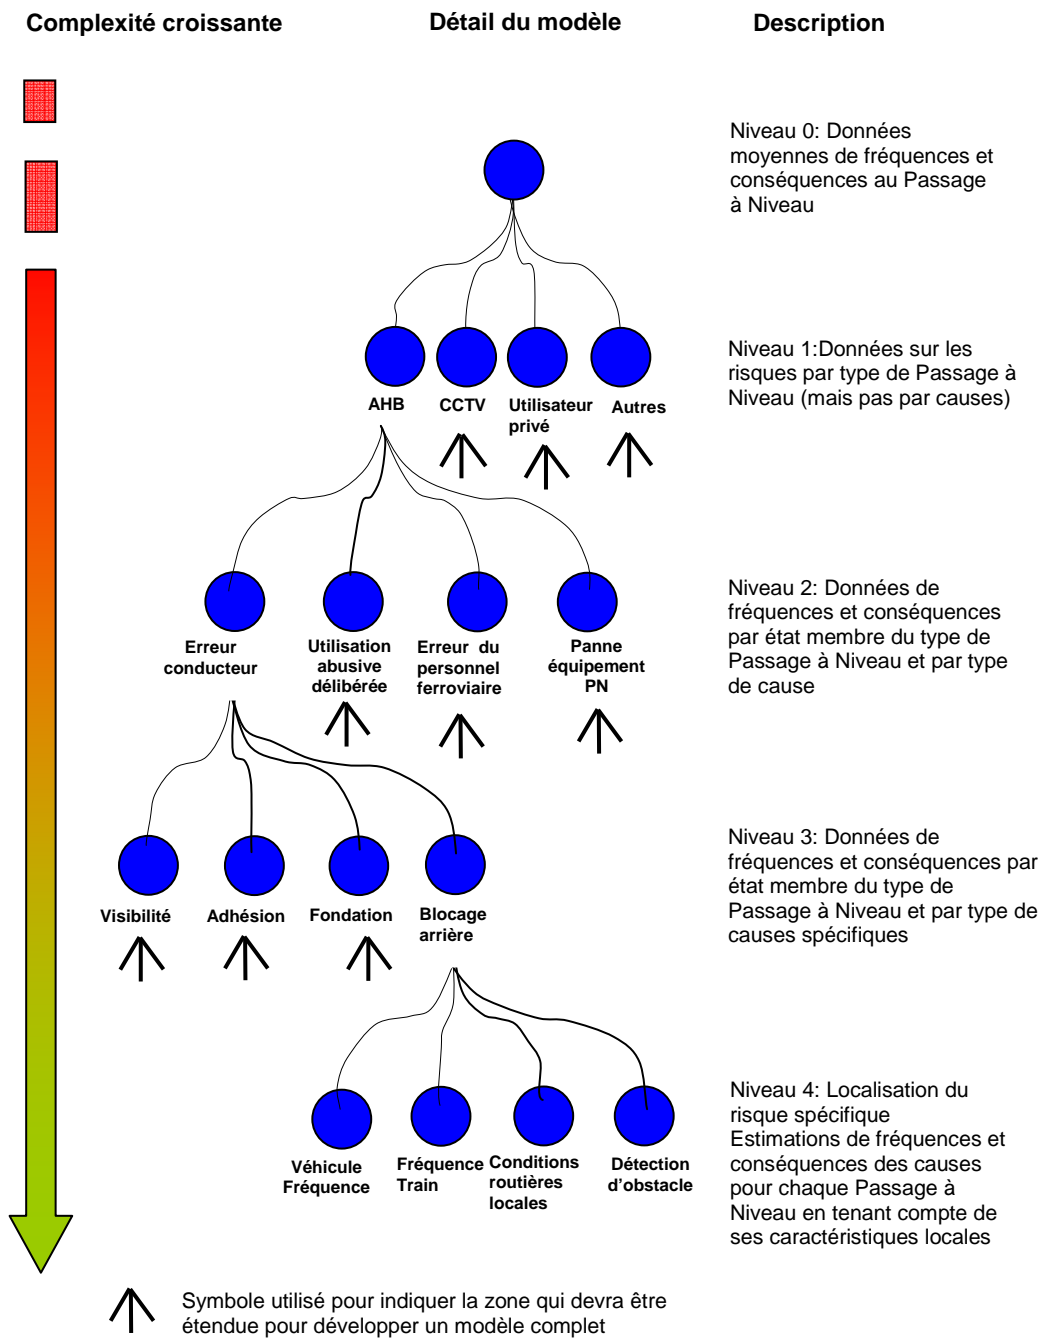 Complexité croissante
Détail du modèle
Description
Niveau 0: Données
moyennes de fréquences et
conséquences au Passage
à Niveau
Niveau 1:Données sur les
risques par type de Passage à
Niveau (mais pas par causes)
AHB
CCTV
Utilisateur
privé
Autres
Niveau 2: Données de
fréquences et conséquences
par état membre du type de
Passage à Niveau et par type
de cause
Erreur
conducteur
Utilisation
abusive
délibérée
Erreur du
personnel
ferroviaire
Panne
équipement
PN
Niveau 3: Données de
fréquences et conséquences par
état membre du type de
Passage à Niveau et par type de
causes spécifiques
Visibilité
Adhésion
Fondation
Blocage
arrière
Niveau 4: Localisation du
risque spécifique
Estimations de fréquences et
conséquences des causes
pour chaque Passage à
Niveau en tenant compte de
ses caractéristiques locales
Véhicule
Fréquence
Fréquence
Train
Conditions
routières
locales
Détection
d'obstacle
Symbole utilisé pour indiquer la zone qui devra être
étendue pour développer un modèle complet